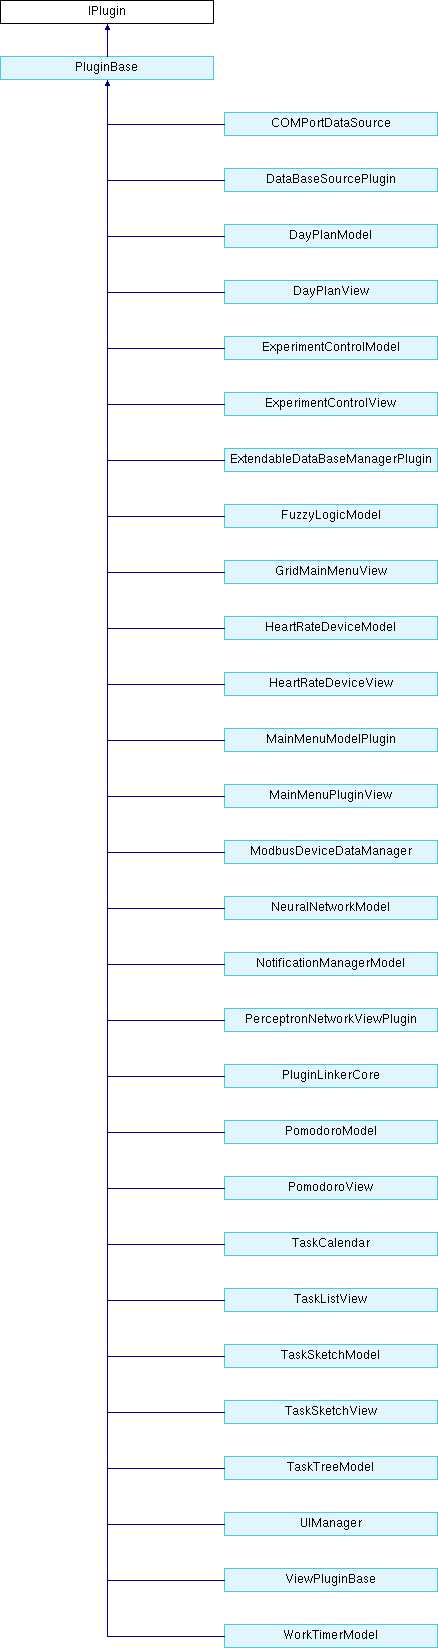 IPlugin
PluginBase
COMPortDataSource
DataBaseSourcePlugin
DayPlanModel
DayPlanView
ExperimentControlModel
ExperimentControlView
ExtendableDataBaseManagerPlugin
FuzzyLogicModel
GridMainMenuView
HeartRateDeviceModel
HeartRateDeviceView
MainMenuModelPlugin
MainMenuPluginView
ModbusDeviceDataManager
NeuralNetworkModel
NotificationManagerModel
PerceptronNetworkViewPlugin
PluginLinkerCore
PomodoroModel
PomodoroView
TaskCalendar
TaskListView
TaskSketchModel
TaskSketchView
TaskTreeModel
UIManager
ViewPluginBase
WorkTimerModel